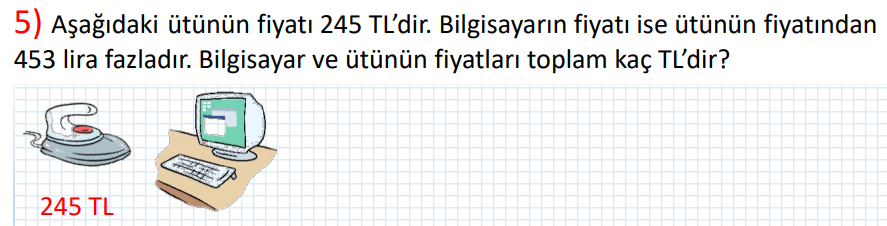 5) Aşağıdaki ütünün fiyatı 245 TL’dir. Bilgisayarın fiyatı ise ütünün fiyatından
453 lira fazladır. Bilgisayar ve ütünün fiyatları toplam kaç TL’dir?
245 TL